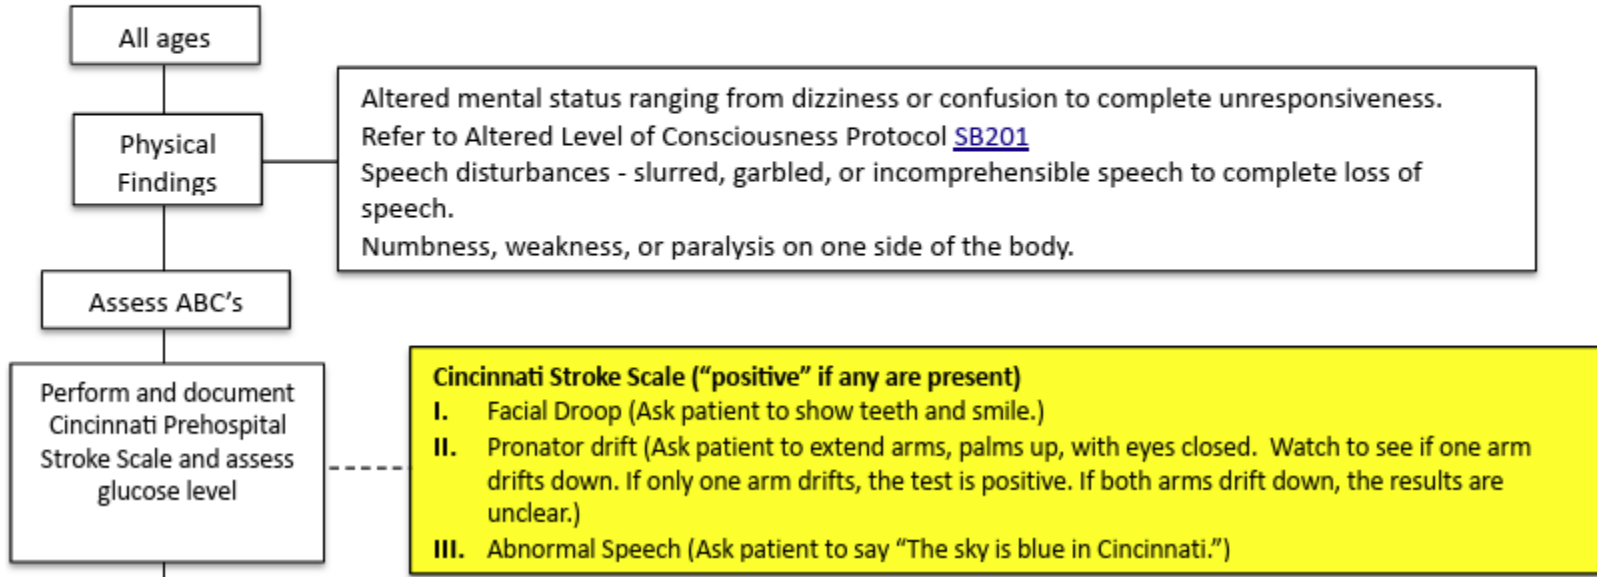 All ages
Physical
Findings
Altered mental status ranging from dizziness or confusion to complete unresponsiveness.
Refer to Altered Level of Consciousness Protocol SB201
Speech disturbances - slurred, garbled, or incomprehensible speech to complete loss of
speech.
Numbness, weakness, or paralysis on one side of the body.
Assess ABC’s
Perform and document
Cincinnati Prehospital
Stroke Scale and assess
glucose level
Cincinnati Stroke Scale (“positive” if any are present)
I. Facial Droop (Ask patient to show teeth and smile.)
II. Pronator drift (Ask patient to extend arms, palms up, with eyes closed.  Watch to see if one arm
drifts down. If only one arm drifts, the test is positive. If both arms drift down, the results are
unclear.)
III. Abnormal Speech (Ask patient to say “The sky is blue in Cincinnati.”)